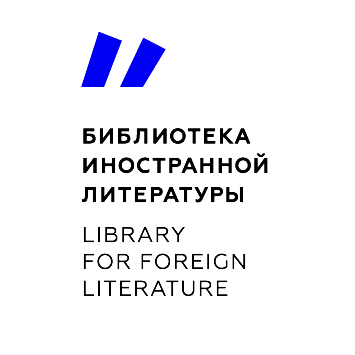 БИБЛИОТЕКА
ИНОСТРАННОЙ
ЛИТЕРАТУРЫ
LIBRARY
FOR FOREIGN
LITERATURE